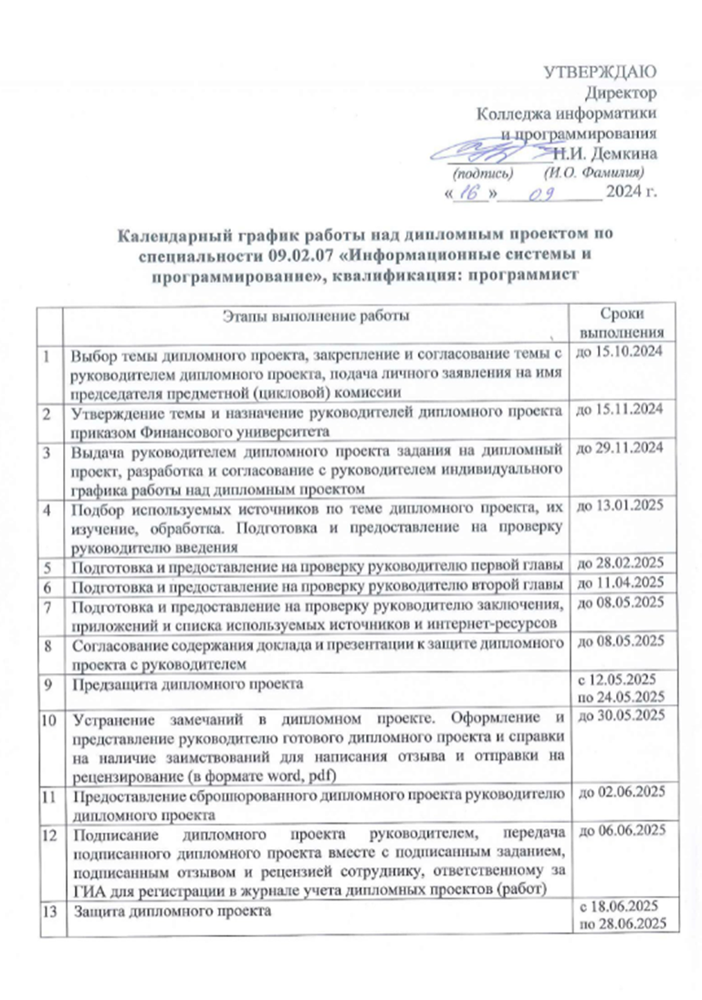 УТВЕРЖДАЮ
Директор
Колледжа информатики
и программирования
____________Н.И. Демкина
(подпись) (И.О. Фамилия)
«16»____09____ 2024 г.
Календарный график работы над дипломным проектом по
специальности 09.02.07 «Информационные системы и
программирование», квалификация: программист
Этапы выполнение работы
Сроки
выполнения
1 Выбор темы дипломного проекта, закрепление и согласование темы с
руководителем дипломного проекта, подача личного заявления на имя
председателя предметной (цикловой) комиссии
до 15.10.2024
2 Утверждение темы и назначение руководителей дипломного проекта
приказом Финансового университета
до 15.11.2024
3 Выдача руководителем дипломного проекта задания на дипломный
проект, разработка и согласование с руководителем индивидуального
графика работы над дипломным проектом
до 29.11.2024
4 Подбор используемых источников по теме дипломного проекта, их
изучение, обработка. Подготовка и предоставление на проверку
руководителю введения
до 13.01.2025
5 Подготовка и предоставление на проверку руководителю первой главы
до 28.02.2025
6 Подготовка и предоставление на проверку руководителю второй главы
до 11.04.2025
7 Подготовка и предоставление на проверку руководителю заключения,
приложений и списка используемых источников и интернет-ресурсов
до 08.05.2025
8 Согласование содержания доклада и презентации к защите дипломного
проекта с руководителем
до 08.05.2025
9 Предзащита дипломного проекта
с 12.05.2025
по 24.05.2025
10 Устранение замечаний в дипломном проекте. Оформление и
представление руководителю готового дипломного проекта и справки
на наличие заимствований для написания отзыва и отправки на
рецензирование (в формате word, pdf)
до 30.05.2025
11 Предоставление сброшюрованного дипломного проекта руководителю
дипломного проекта
до 02.06.2025
12 Подписание дипломного проекта руководителем, передача
подписанного дипломного проекта вместе с подписанным заданием,
подписанным отзывом и рецензией сотруднику, ответственному за
ГИА для регистрации в журнале учета дипломных проектов (работ)
до 06.06.2025
13 Защита дипломного проекта
с 18.06.2025
по 28.06.2025